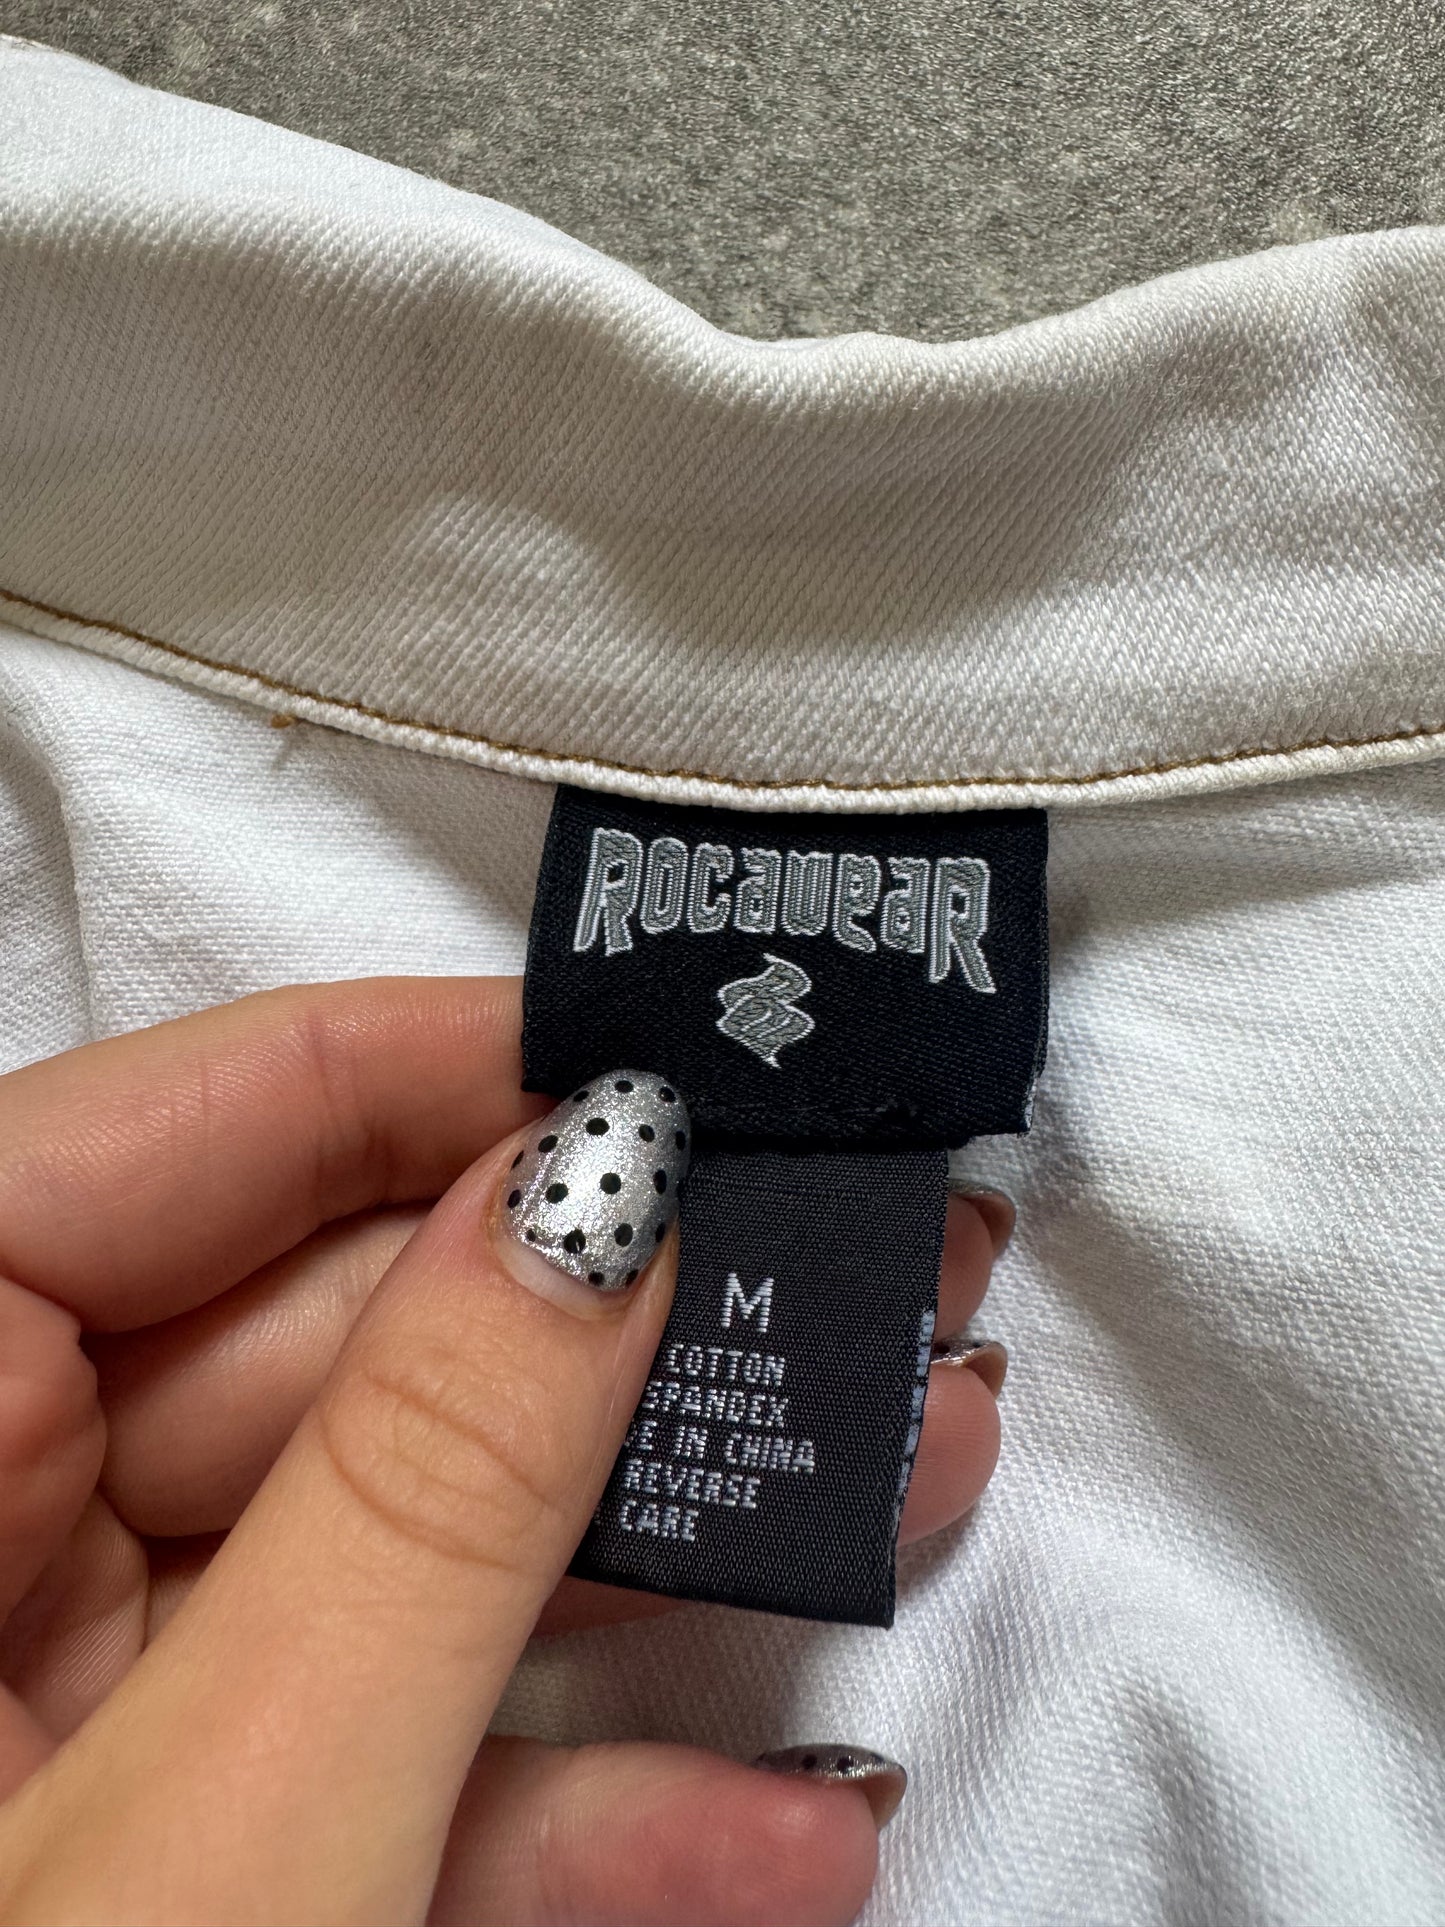 ROCAWEAR
M
COTTON
SPANDEX
IN CHINA
REVERSE
CARE